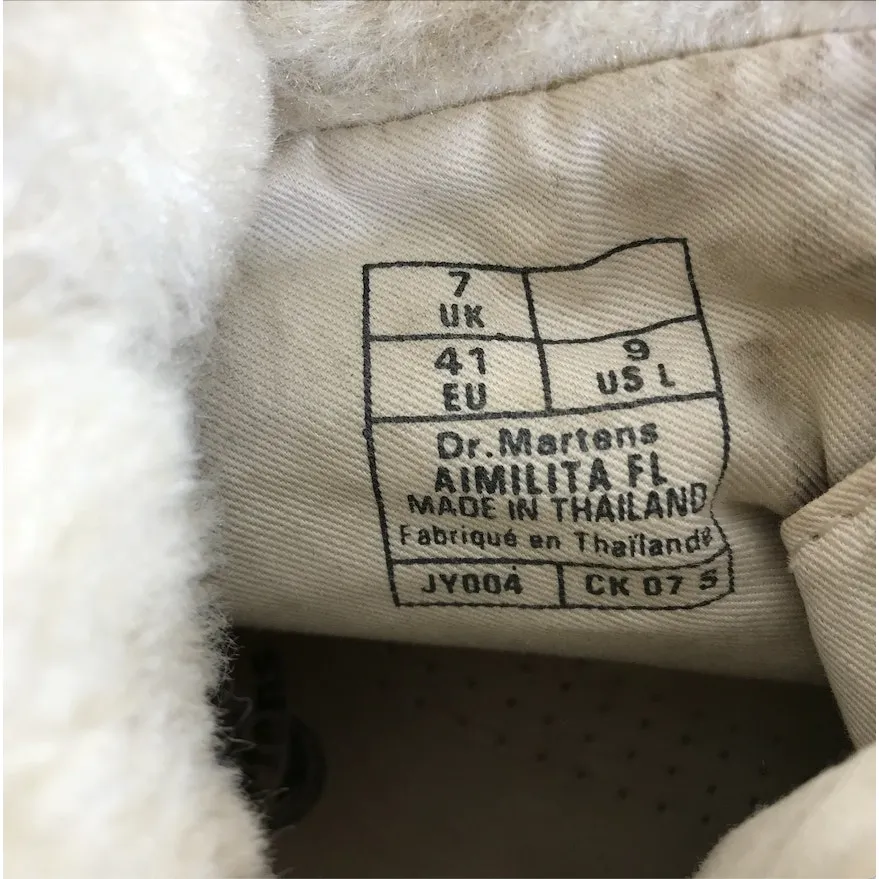 7
UK
41
EU
9
US L
Dr.Martens
AIMILITA FL
MADE IN THAILAND
Fabriqué en Thaïlande
JY004
CK 07 5